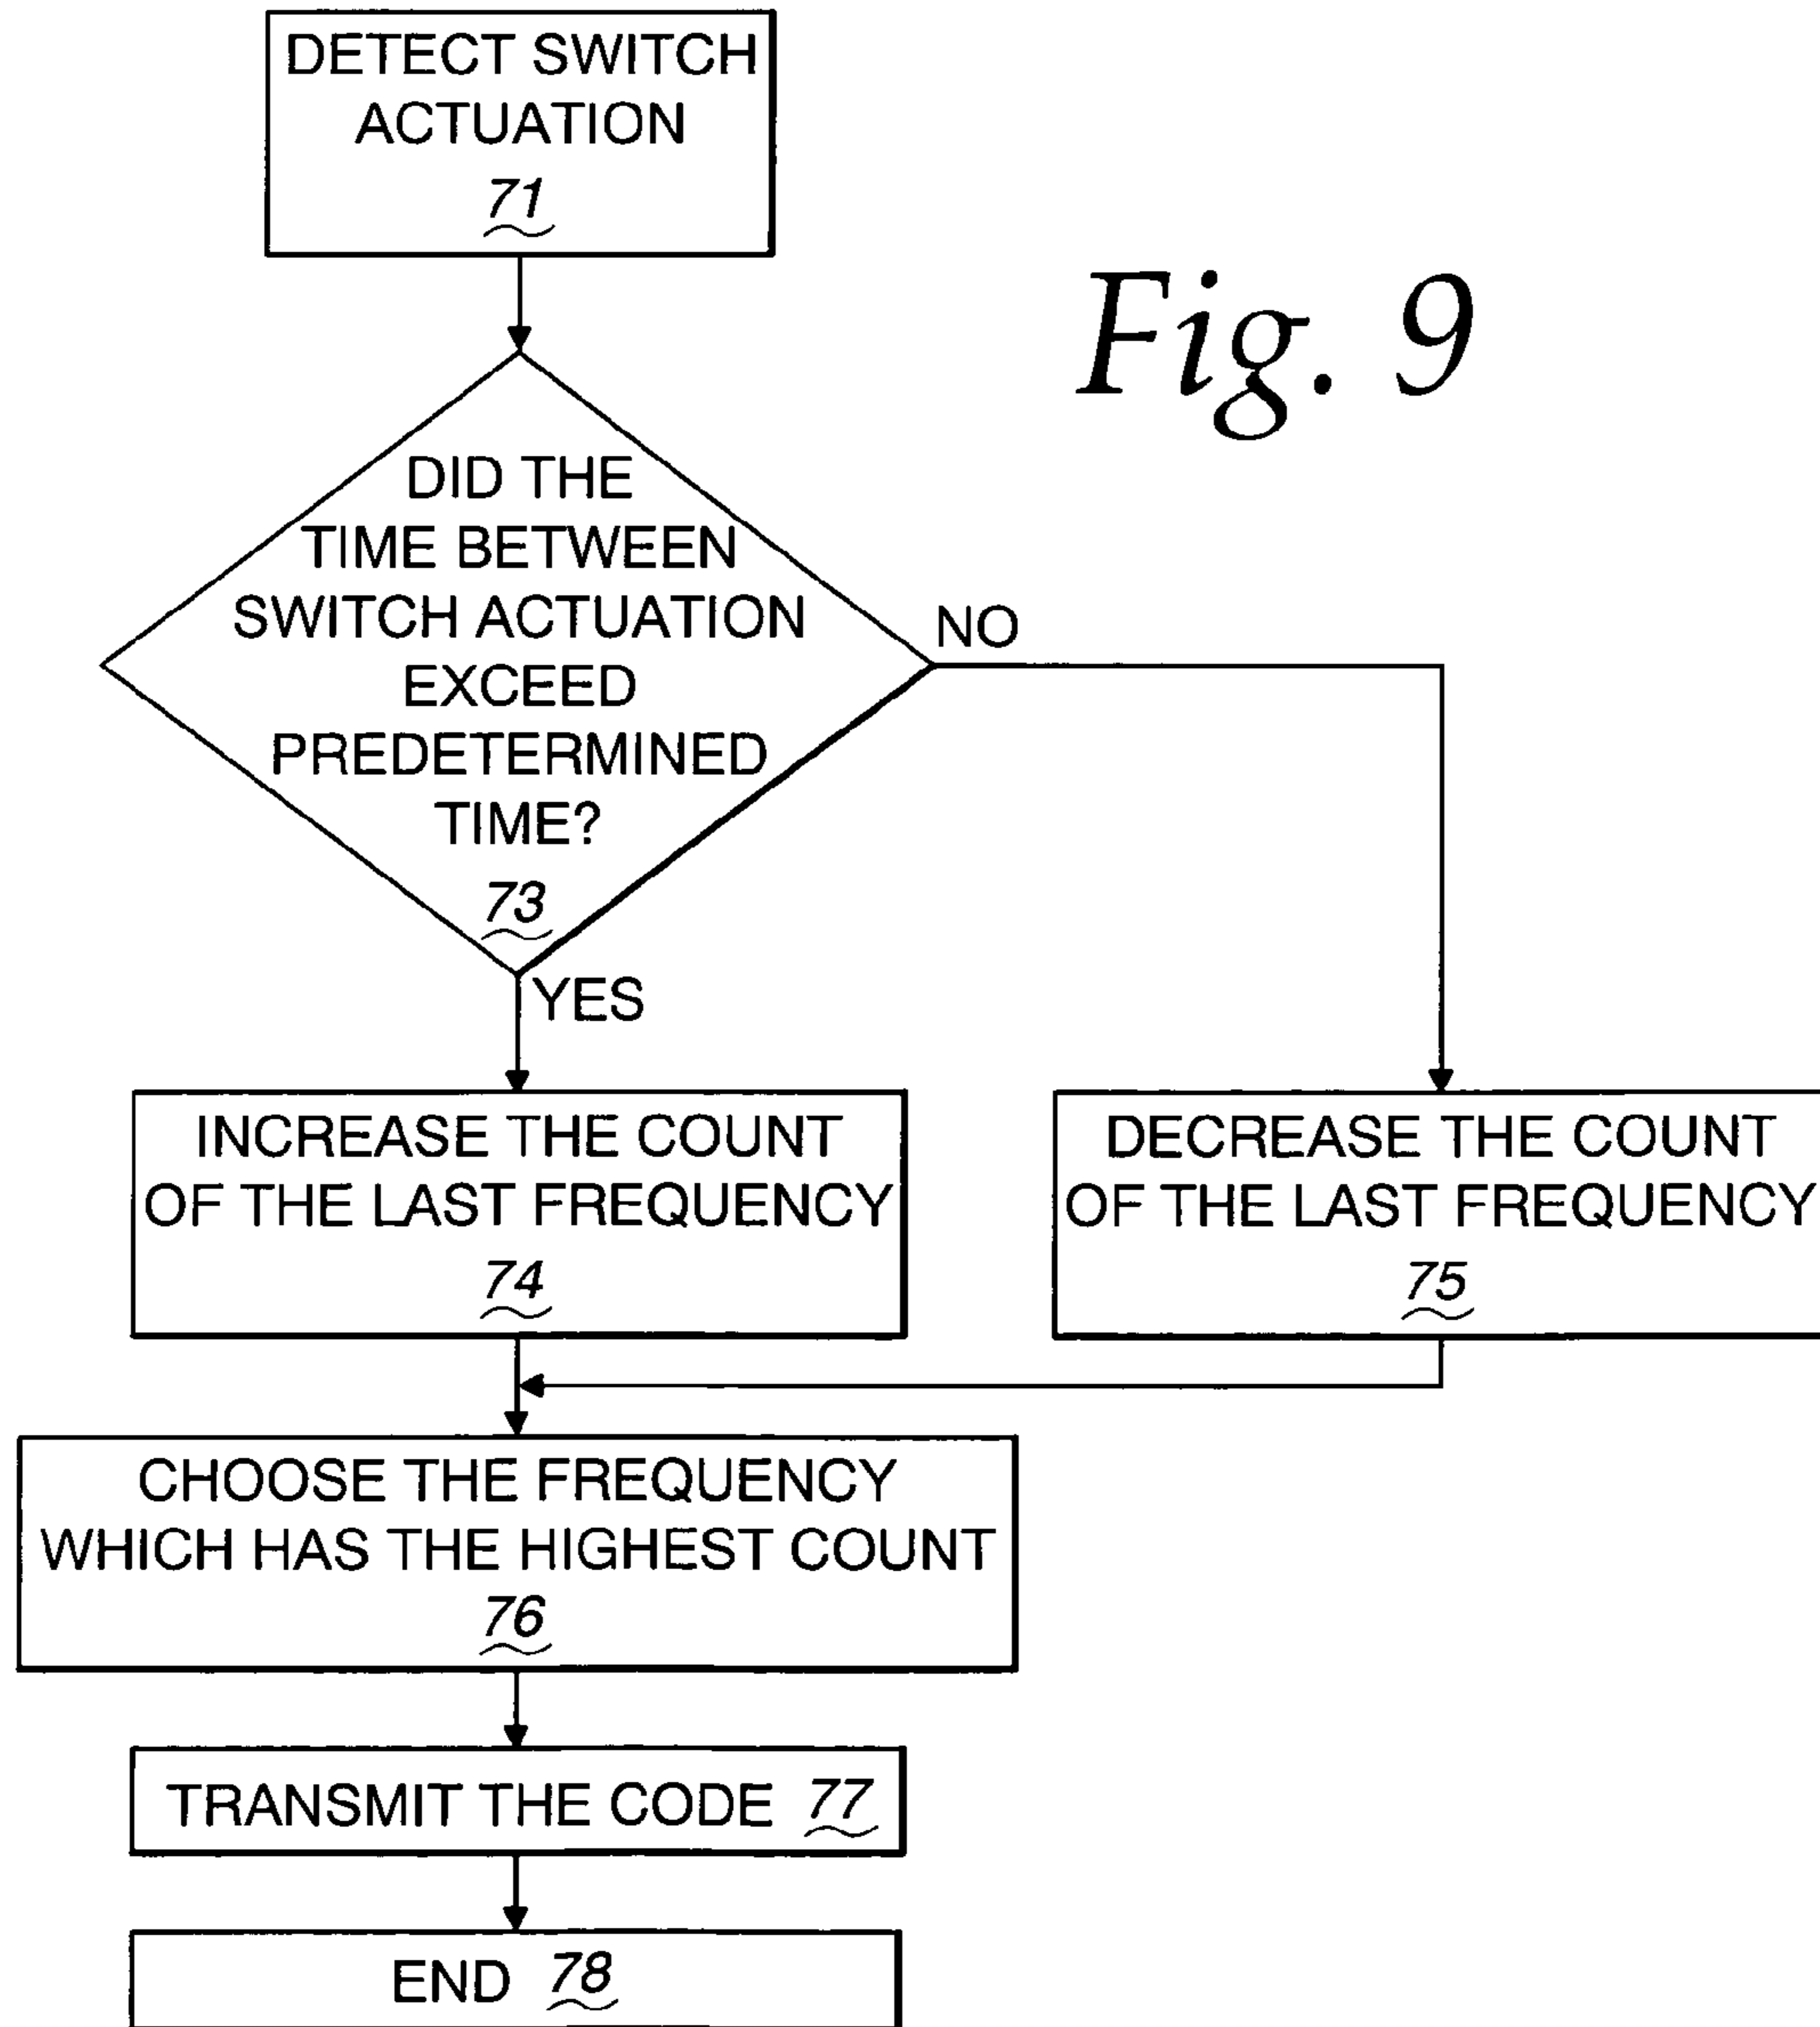 DETECT SWITCH
ACTUATION
71
Fig. 9
DID THE
TIME BETWEEN
SWITCH ACTUATION
EXCEED
PREDETERMINED
TIME?
73
NO
YES
INCREASE THE COUNT
OF THE LAST FREQUENCY
74
DECREASE THE COUNT
OF THE LAST FREQUENCY
75
CHOOSE THE FREQUENCY
WHICH HAS THE HIGHEST COUNT
76
TRANSMIT THE CODE 77
END 78